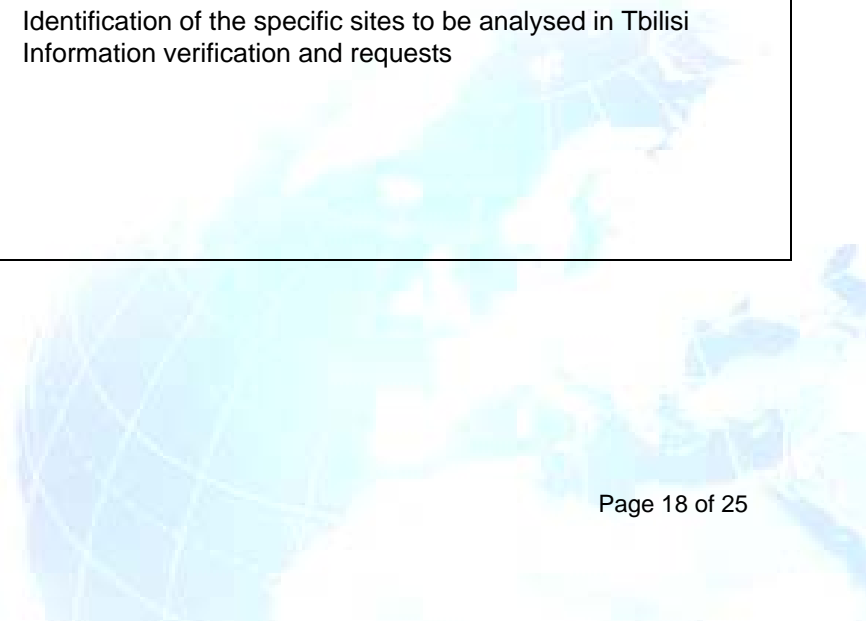 Identification of the specific sites to be analysed in Tbilisi
Information verification and requests
Page 18 of 25